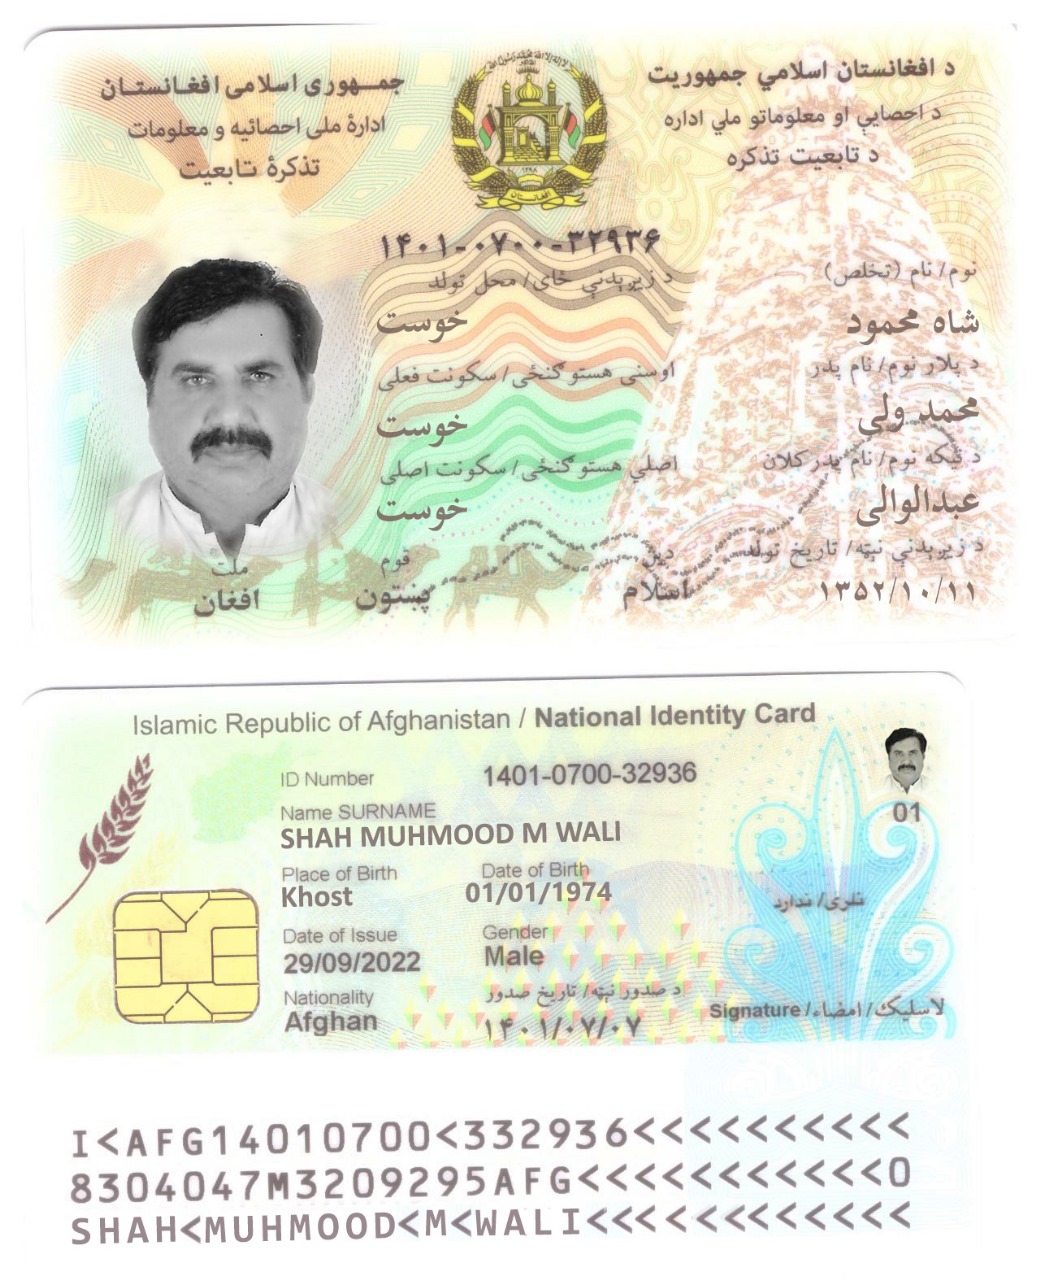 جمهوری اسلامی افغانستان
ادارۀ ملی احصائیه و معلومات
تذکرۀ تابعیت
د افغانستان اسلامي جمهوریت
د احصایې او معلوماتو ملي اداره
د تابعیت تذکره
۱۴۰۱-۰۷۰۰-۳۲۹۳۶
نوم/ نام (تخلص)
شاه محمود
د زېږېدنې ځای/ محل تولد
خوست
د پلار نوم/ نام پدر
محمد ولی
اوسنی هستوګنځی/ سکونت فعلی
خوست
د نیکه نوم/ نام پدر کلان
عبدالوالی
اصلي هستوګنځی/ سکونت اصلی
خوست
د زېږېدنې نېټه/ تاریخ تولد
۱۳۵۲/۱۰/۱۱
دین
اسلام
قوم
پښتون
ملت
افغان
Islamic Republic of Afghanistan / National Identity Card
ID Number 1401-0700-32936
Name SURNAME
SHAH MUHMOOD M WALI
01
Place of Birth Date of Birth
Khost 01/01/1974
نلري/ ندارد
Date of Issue Gender
29/09/2022 Male
Nationality د صدور نېټه/ تاریخ صدور
Afghan ۱۴۰۱/۰۷/۰۷
Signature /لاسلیک/ امضاء
I<AFG14010700<332936<<<<<<<<<<
8304047M3209295AFG<<<<<<<<<<<0
SHAH<MUHMOOD<M<WALI<<<<<<<<<<<